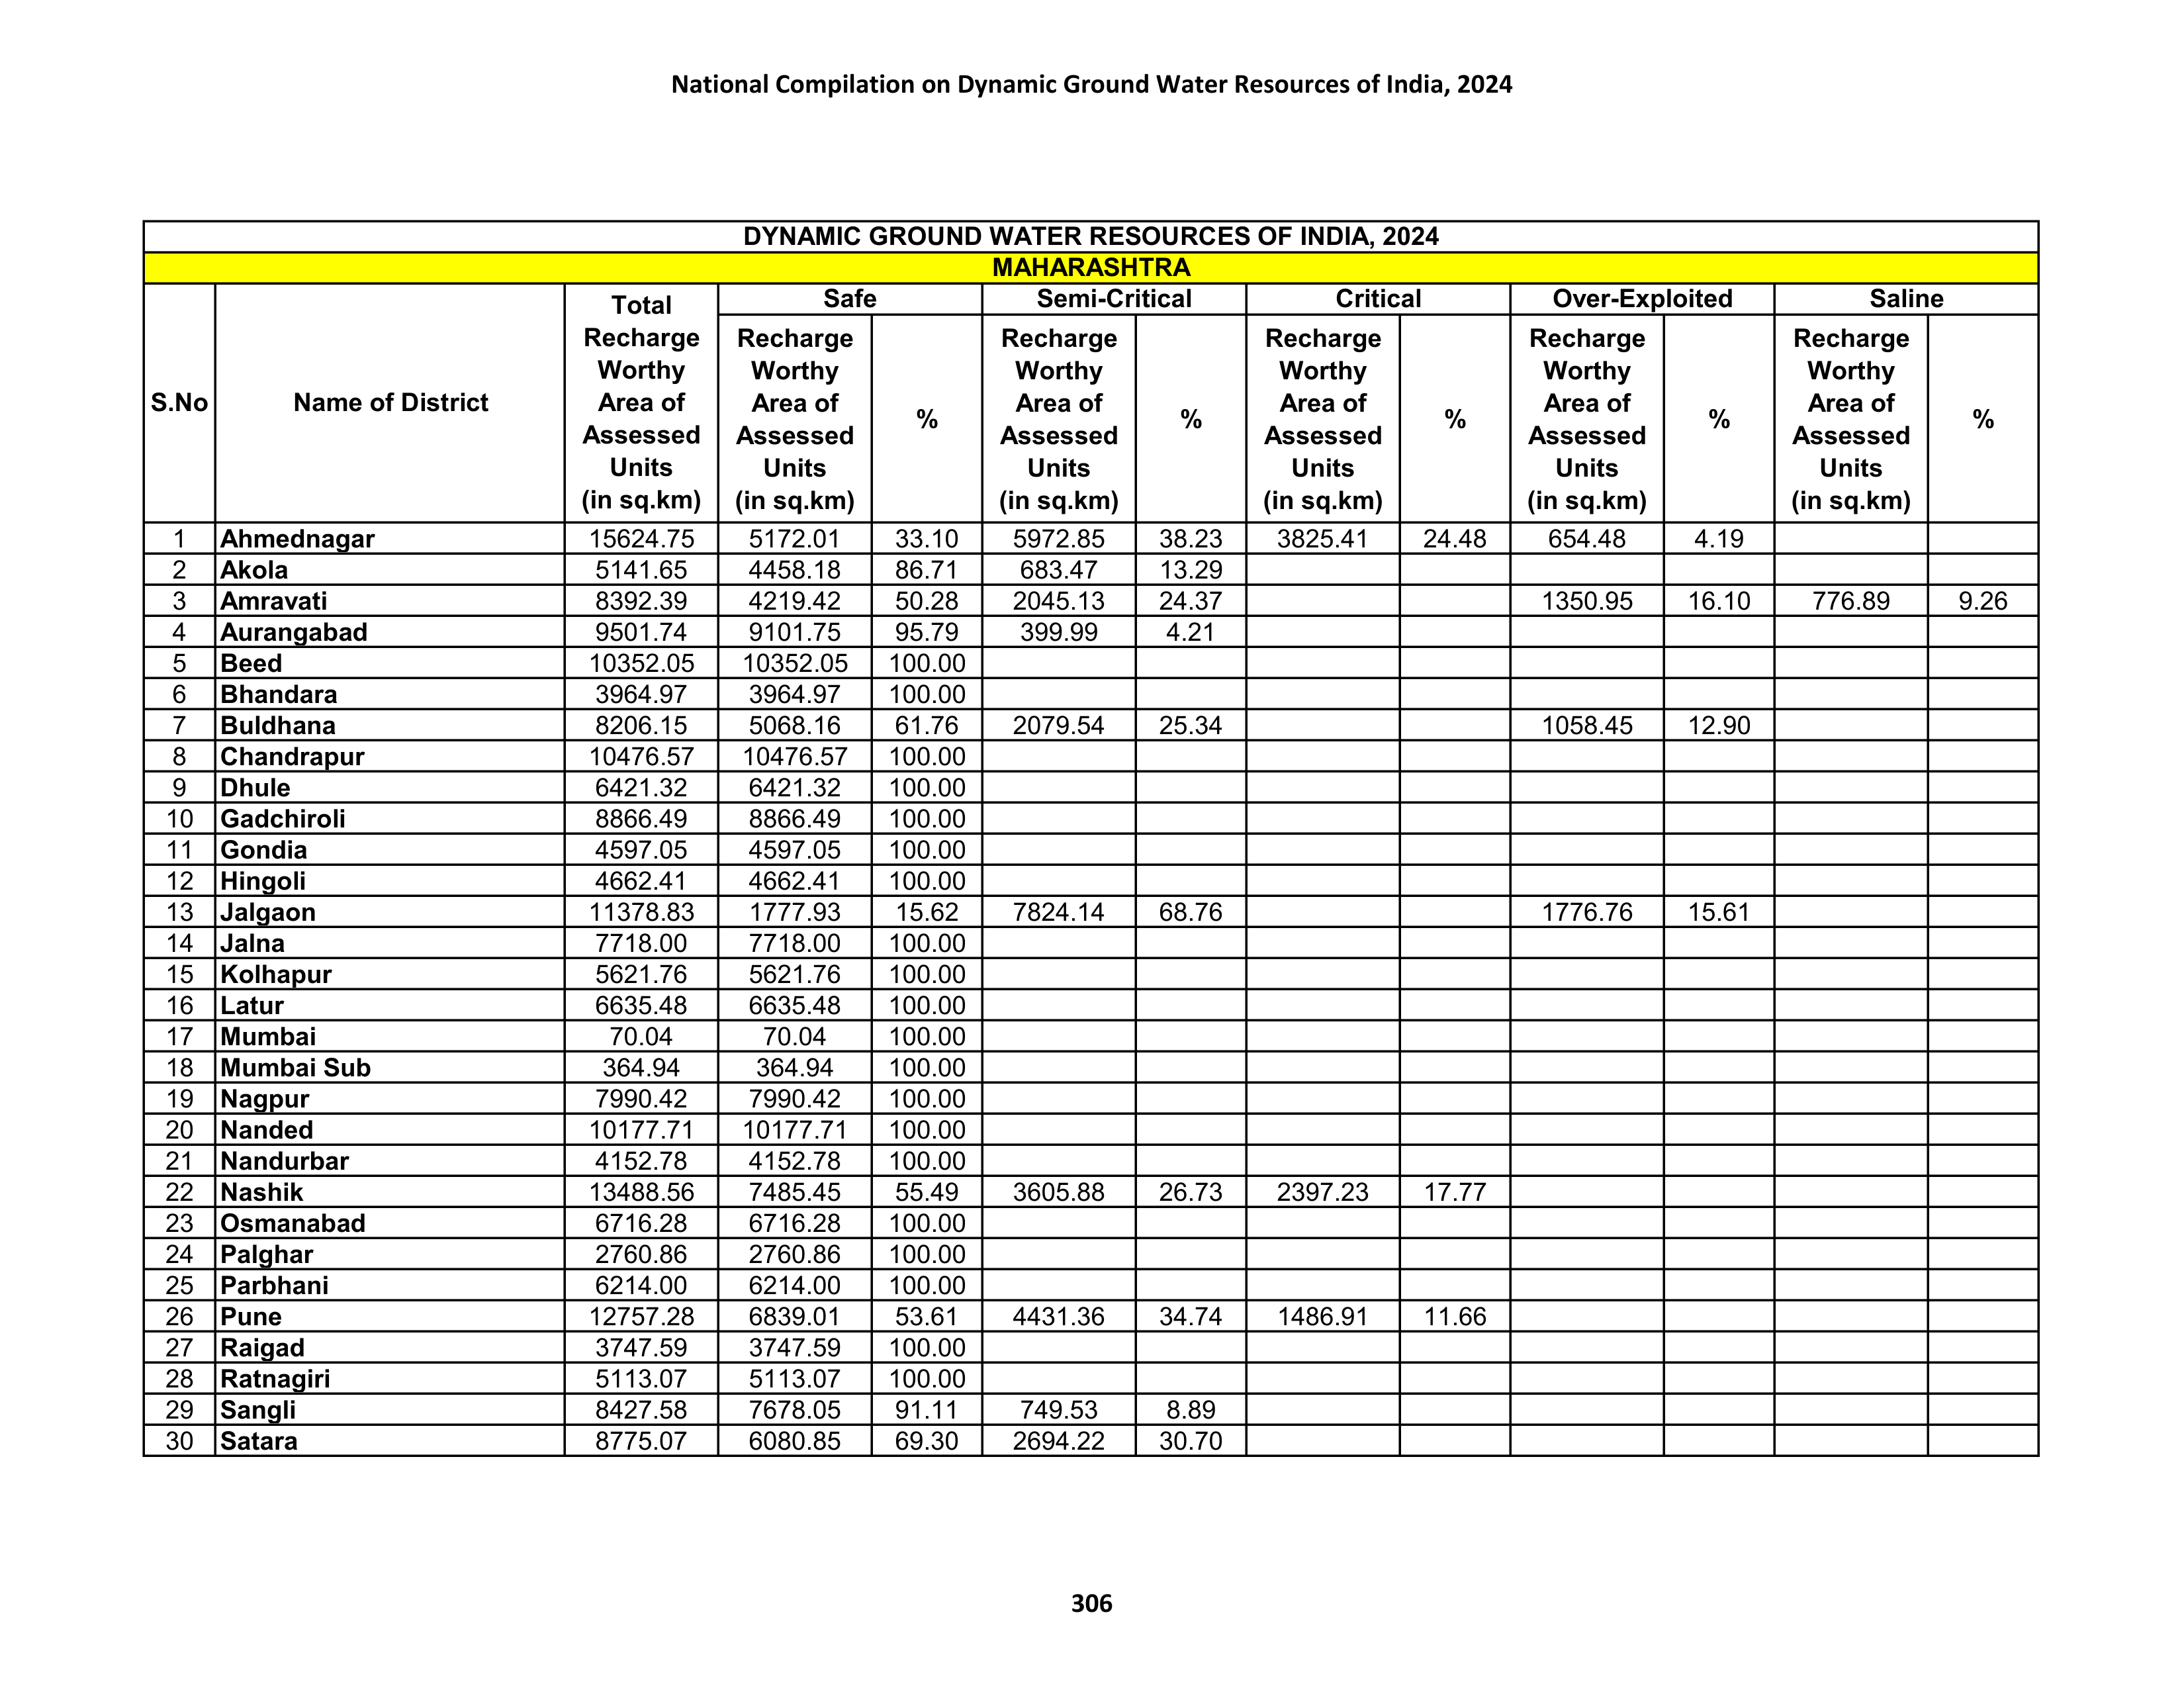 National Compilation on Dynamic Ground Water Resources of India, 2024
DYNAMIC GROUND WATER RESOURCES OF INDIA, 2024
MAHARASHTRA
S.No Name of District Total Recharge Worthy Area of Assessed Units (in sq.km) Safe Semi-Critical Critical Over-Exploited Saline
Recharge Worthy Area of Assessed Units (in sq.km) % Recharge Worthy Area of Assessed Units (in sq.km) % Recharge Worthy Area of Assessed Units (in sq.km) % Recharge Worthy Area of Assessed Units (in sq.km) % Recharge Worthy Area of Assessed Units (in sq.km) %
1 Ahmednagar 15624.75 5172.01 33.10 5972.85 38.23 3825.41 24.48 654.48 4.19
2 Akola 5141.65 4458.18 86.71 683.47 13.29
3 Amravati 8392.39 4219.42 50.28 2045.13 24.37 1350.95 16.10 776.89 9.26
4 Aurangabad 9501.74 9101.75 95.79 399.99 4.21
5 Beed 10352.05 10352.05 100.00
6 Bhandara 3964.97 3964.97 100.00
7 Buldhana 8206.15 5068.16 61.76 2079.54 25.34 1058.45 12.90
8 Chandrapur 10476.57 10476.57 100.00
9 Dhule 6421.32 6421.32 100.00
10 Gadchiroli 8866.49 8866.49 100.00
11 Gondia 4597.05 4597.05 100.00
12 Hingoli 4662.41 4662.41 100.00
13 Jalgaon 11378.83 1777.93 15.62 7824.14 68.76 1776.76 15.61
14 Jalna 7718.00 7718.00 100.00
15 Kolhapur 5621.76 5621.76 100.00
16 Latur 6635.48 6635.48 100.00
17 Mumbai 70.04 70.04 100.00
18 Mumbai Sub 364.94 364.94 100.00
19 Nagpur 7990.42 7990.42 100.00
20 Nanded 10177.71 10177.71 100.00
21 Nandurbar 4152.78 4152.78 100.00
22 Nashik 13488.56 7485.45 55.49 3605.88 26.73 2397.23 17.77
23 Osmanabad 6716.28 6716.28 100.00
24 Palghar 2760.86 2760.86 100.00
25 Parbhani 6214.00 6214.00 100.00
26 Pune 12757.28 6839.01 53.61 4431.36 34.74 1486.91 11.66
27 Raigad 3747.59 3747.59 100.00
28 Ratnagiri 5113.07 5113.07 100.00
29 Sangli 8427.58 7678.05 91.11 749.53 8.89
30 Satara 8775.07 6080.85 69.30 2694.22 30.70
306